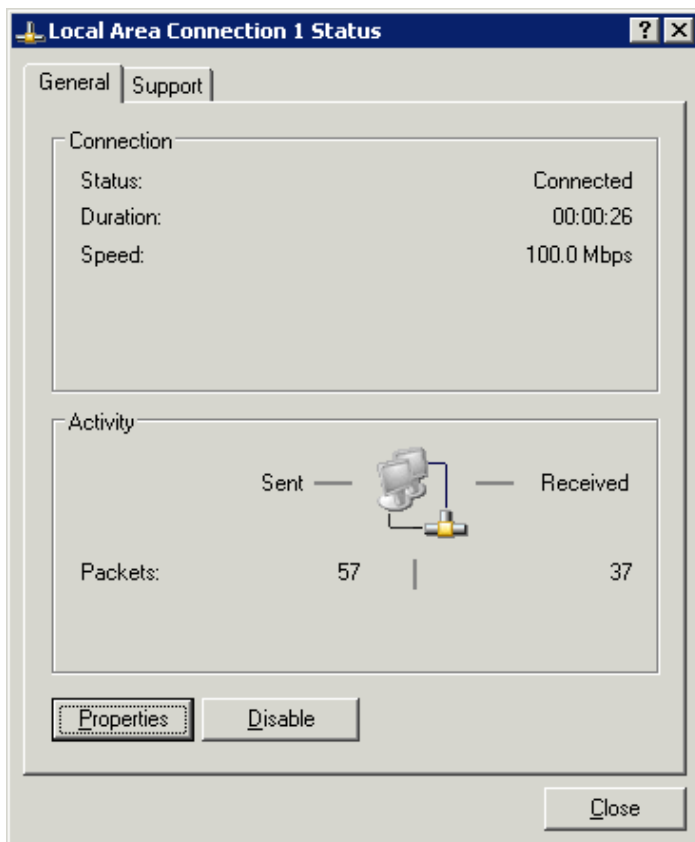 Local Area Connection 1 Status
General Support
Connection
Status: Connected
Duration: 00:00:26
Speed: 100.0 Mbps
Activity
Sent Received
Packets: 57 37
Properties Disable
Close